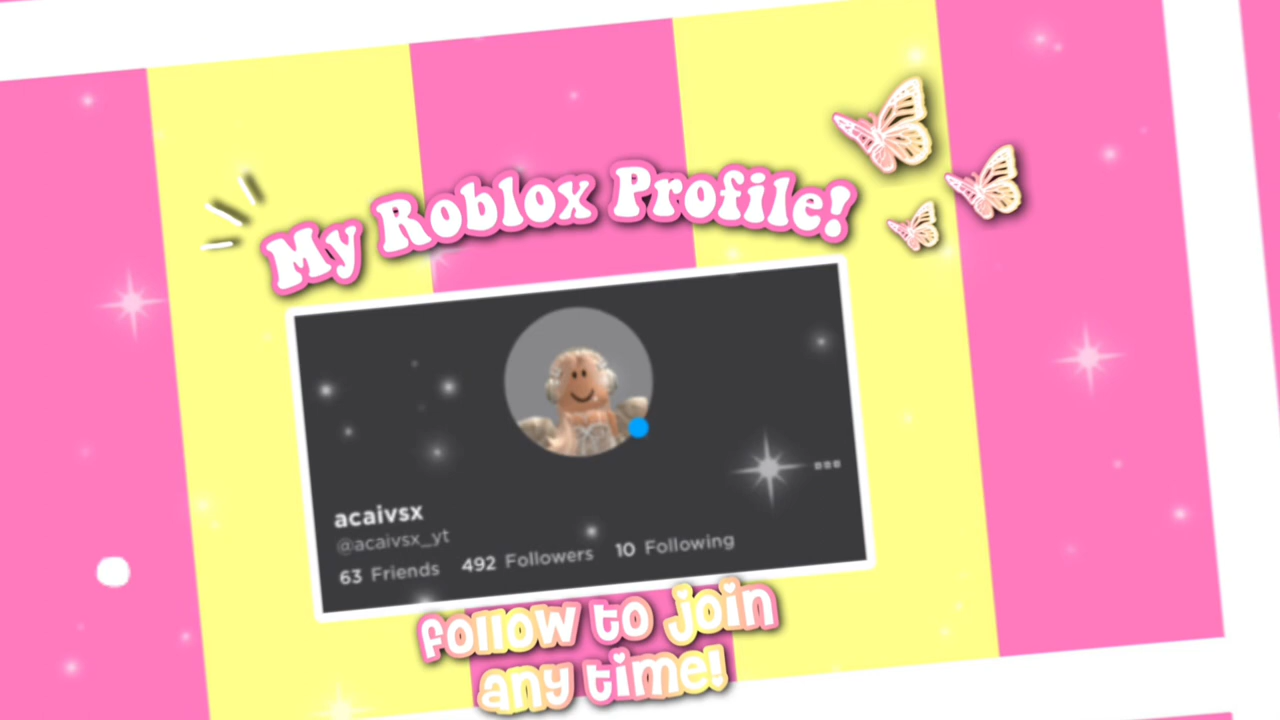 My Roblox Profile!
acaivsx
@acaivsx_yt
63 Friends 492 Followers 10 Following
follow to join
any time!